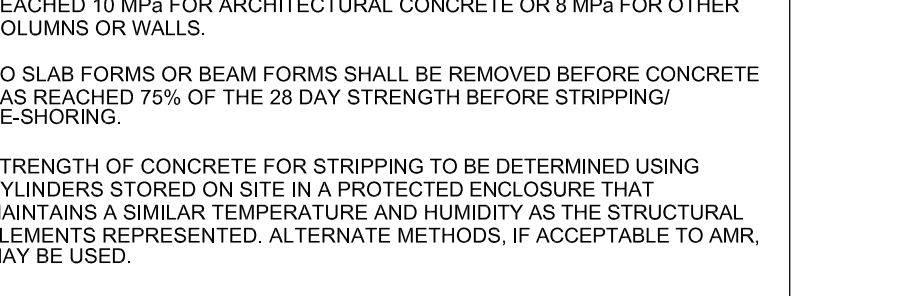 EACHED 10 MPa FOR ARCHITECTURAL CONCRETE OR 8 MPa FOR OTHER
OLUMNS OR WALLS.
O SLAB FORMS OR BEAM FORMS SHALL BE REMOVED BEFORE CONCRETE
AS REACHED 75% OF THE 28 DAY STRENGTH BEFORE STRIPPING/
E-SHORING.
TRENGTH OF CONCRETE FOR STRIPPING TO BE DETERMINED USING
YLINDERS STORED ON SITE IN A PROTECTED ENCLOSURE THAT
AINTAINS A SIMILAR TEMPERATURE AND HUMIDITY AS THE STRUCTURAL
LEMENTS REPRESENTED. ALTERNATE METHODS, IF ACCEPTABLE TO AMR,
AY BE USED.